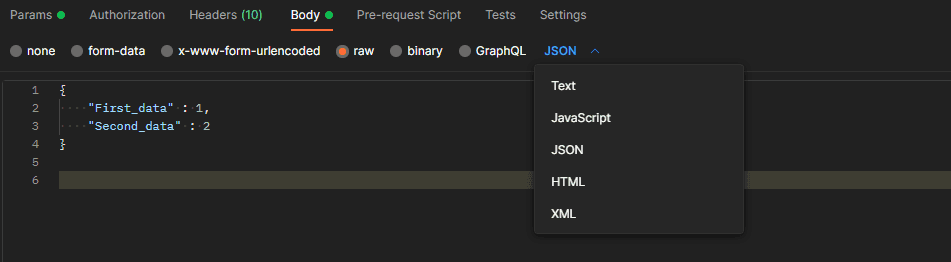 Params Authorization Headers (10) Body Pre-request Script Tests Settings
none form-data x-www-form-urlencoded raw binary GraphQL JSON
Text
JavaScript
JSON
HTML
XML
1 {
2 "First_data" : 1,
3 "Second_data" : 2
4 }
5
6